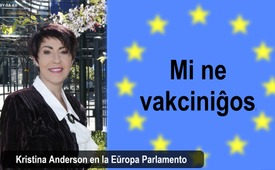 Mi ne
vakciniĝos
Kristina Anderson en la Eŭropa Parlamento